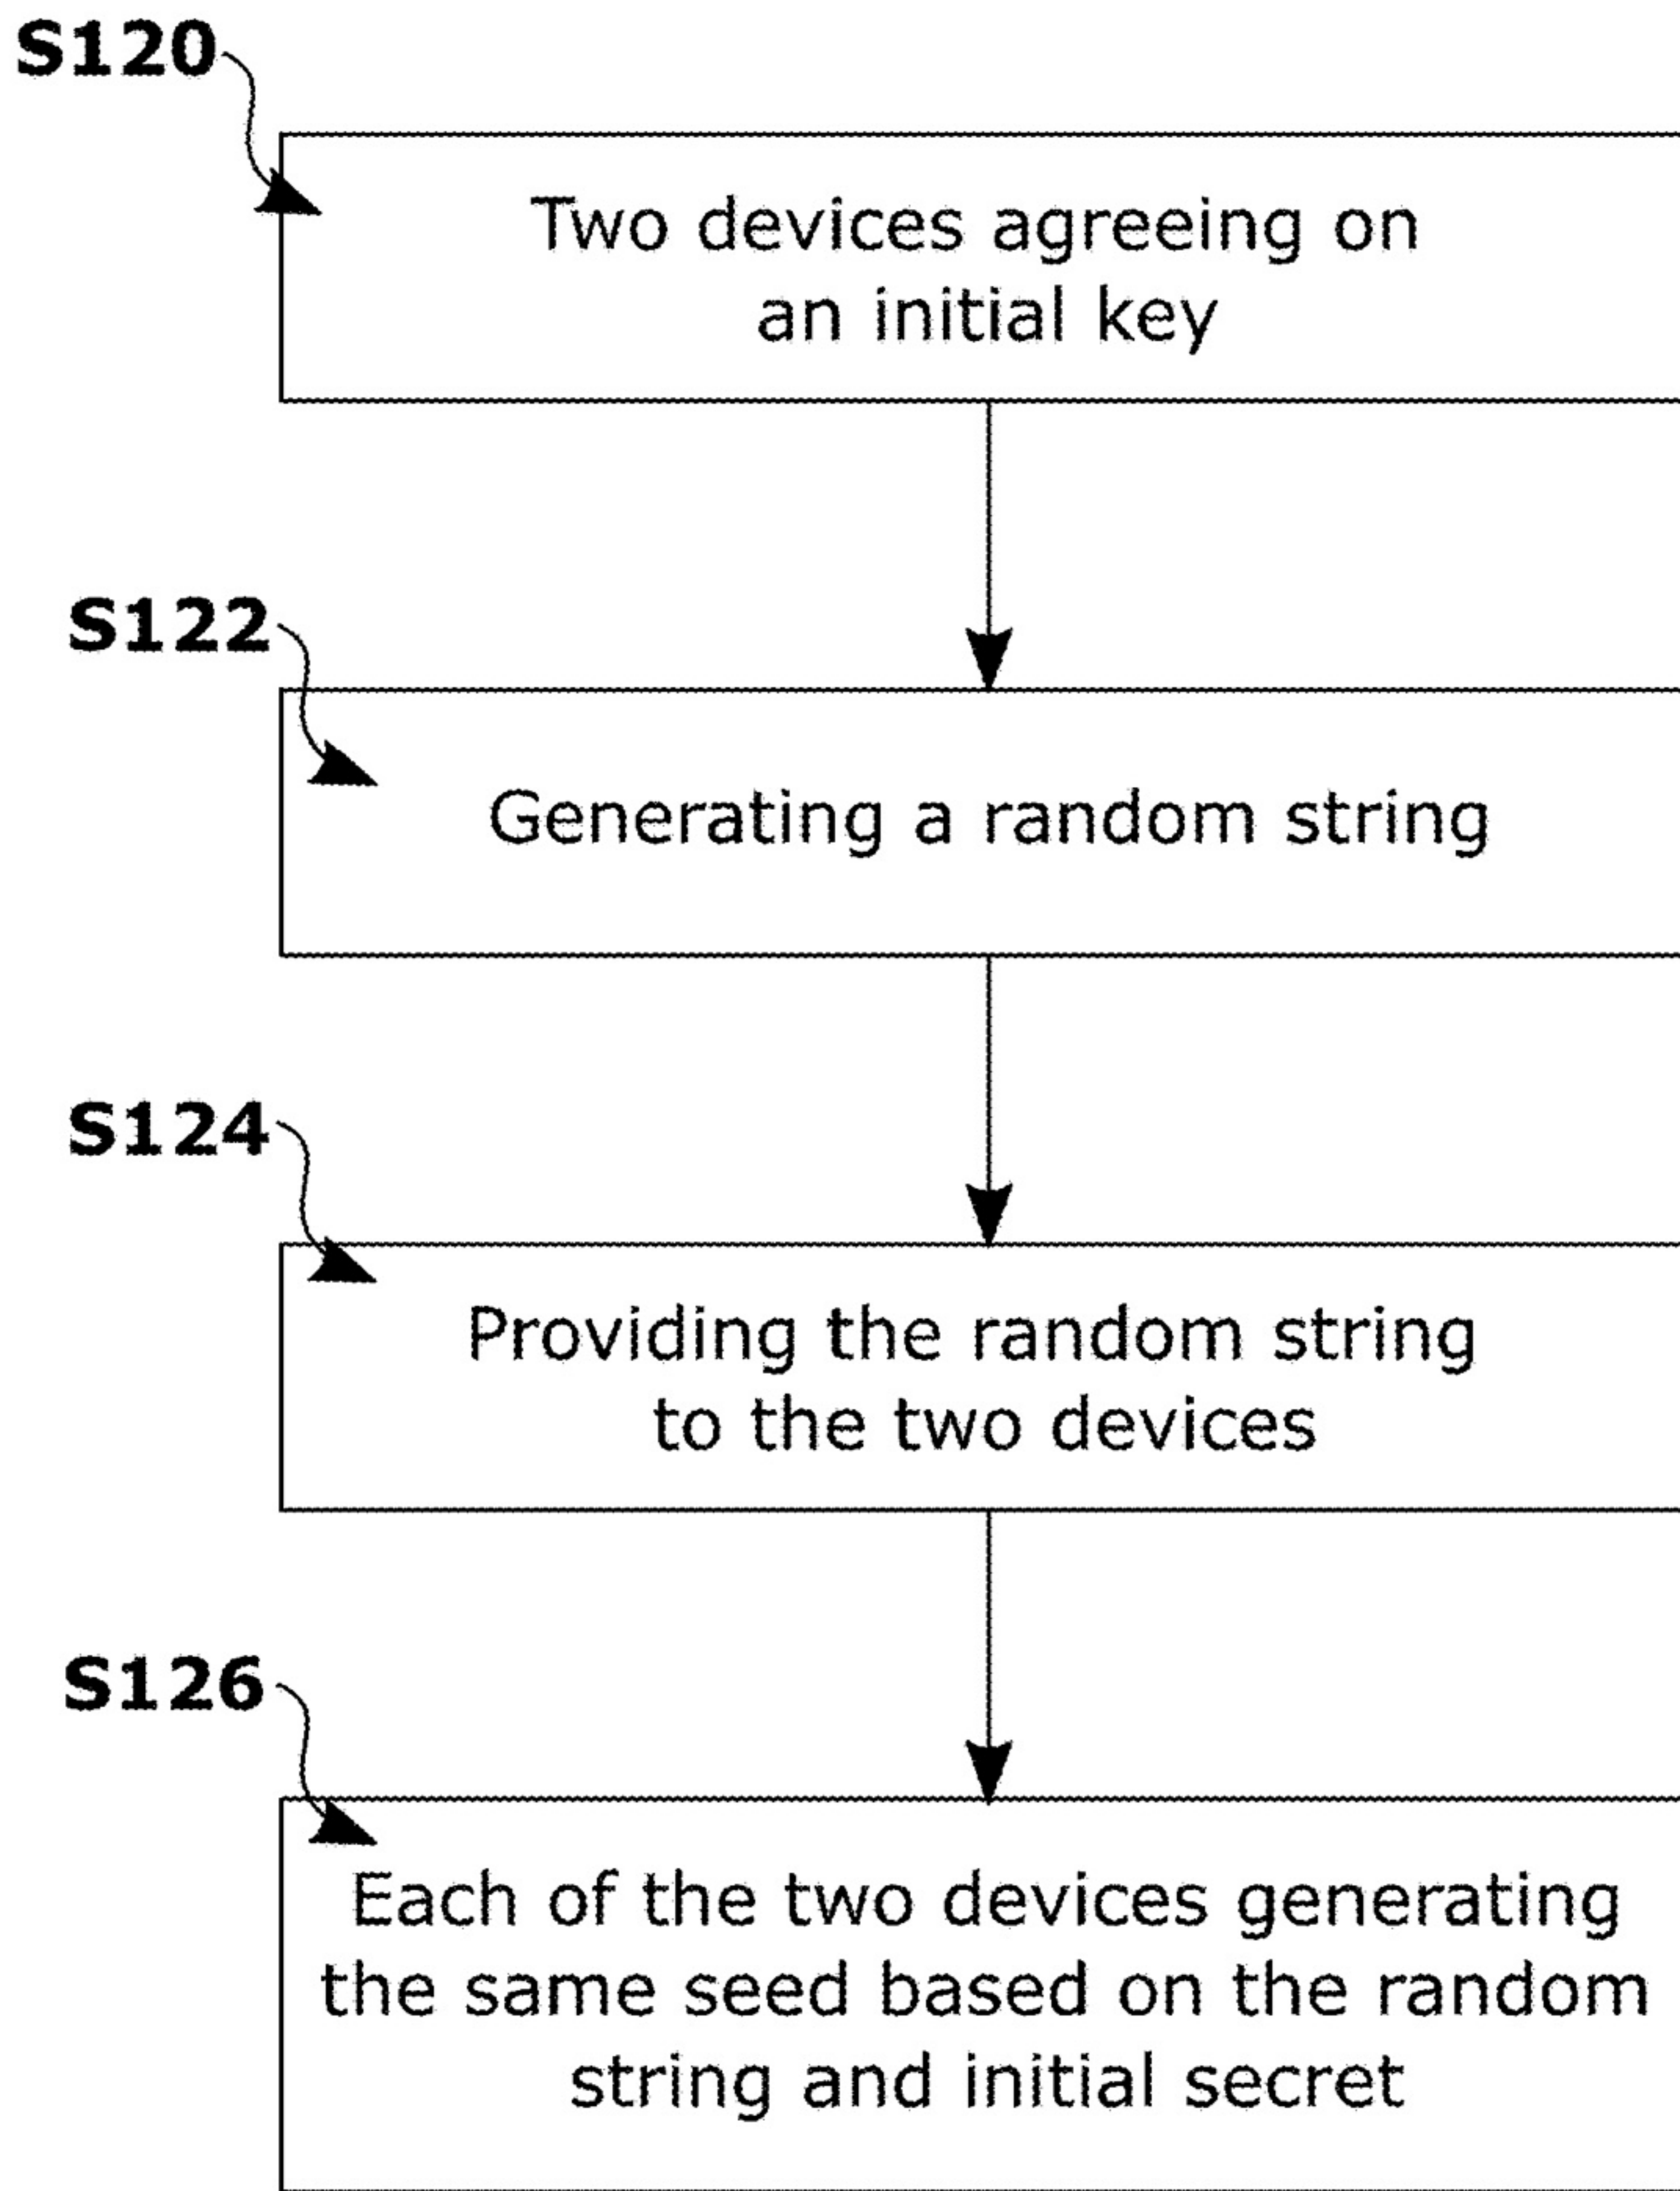 S120
Two devices agreeing on
an initial key
S122
Generating a random string
S124
Providing the random string
to the two devices
S126
Each of the two devices generating
the same seed based on the random
string and initial secret